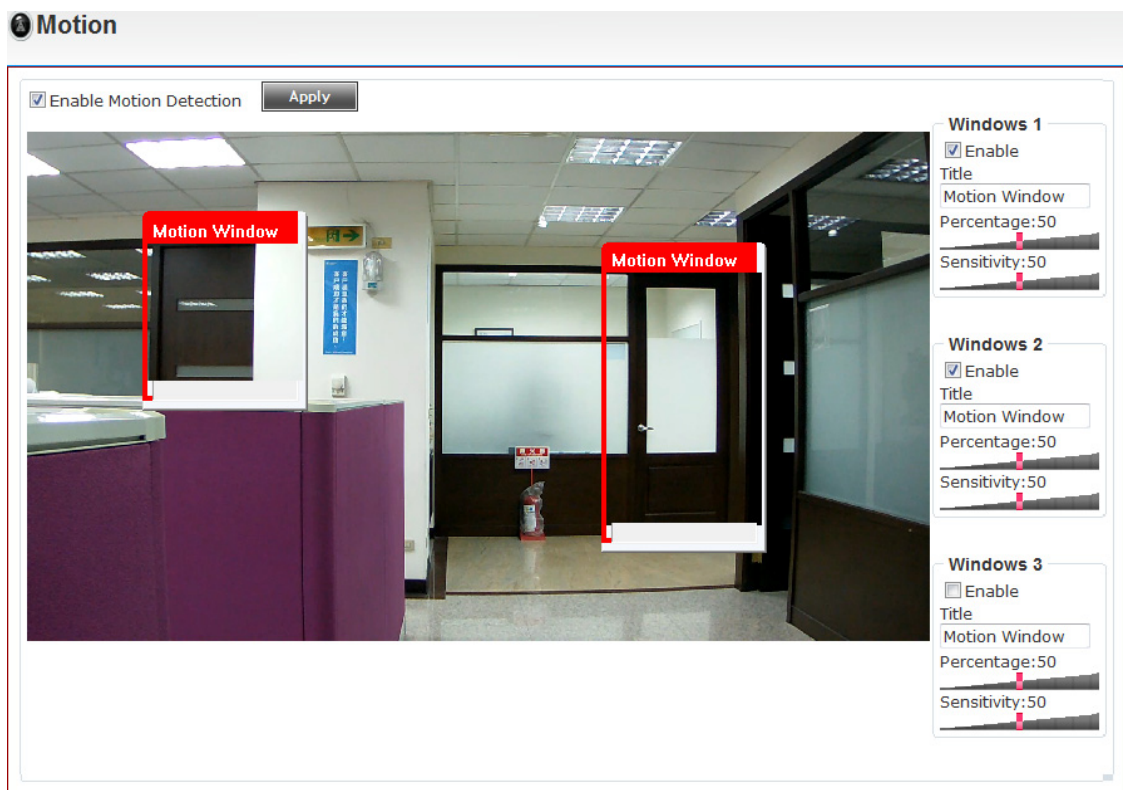 Motion
Enable Motion Detection
Apply
Motion Window
Motion Window
Windows 1
Enable
Title
Motion Window
Percentage:50
Sensitivity:50
Windows 2
Enable
Title
Motion Window
Percentage:50
Sensitivity:50
Windows 3
Enable
Title
Motion Window
Percentage:50
Sensitivity:50